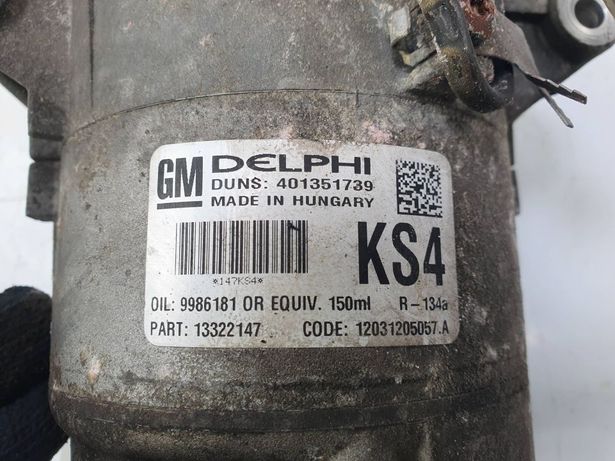 GM DELPHI
DUNS: 401351739
MADE IN HUNGARY
*147KS4*
KS4
OIL: 9986181 OR EQUIV. 150ml R-134a
PART: 13322147 CODE: 12031205057.A